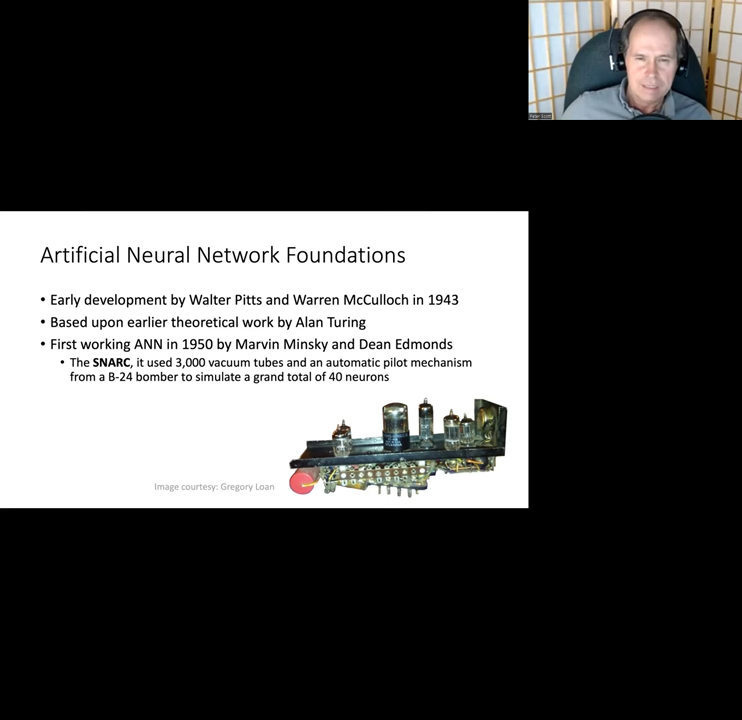 Peter Scott
Artificial Neural Network Foundations
• Early development by Walter Pitts and Warren McCulloch in 1943
• Based upon earlier theoretical work by Alan Turing
• First working ANN in 1950 by Marvin Minsky and Dean Edmonds
• The SNARC, it used 3,000 vacuum tubes and an automatic pilot mechanism
from a B-24 bomber to simulate a grand total of 40 neurons
Image courtesy: Gregory Loan